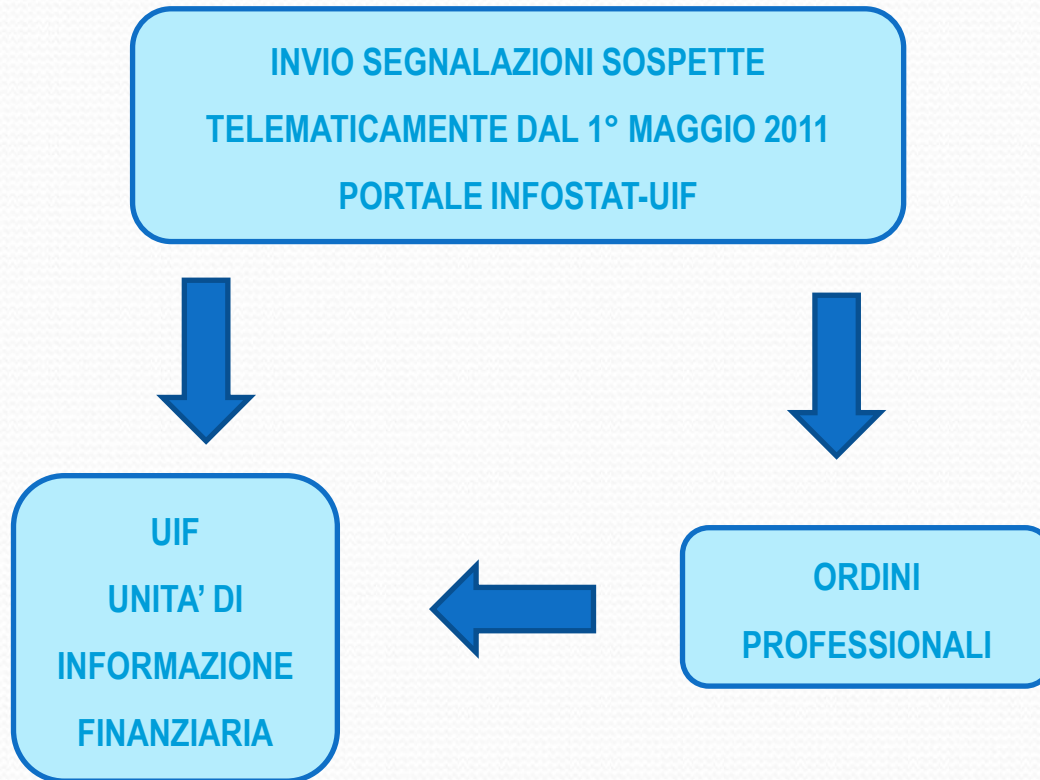 INVIO SEGNALAZIONI SOSPETTE
TELEMATICAMENTE DAL 1° MAGGIO 2011
PORTALE INFOSTAT-UIF
UIF
UNITA’ DI
INFORMAZIONE
FINANZIARIA
ORDINI
PROFESSIONALI